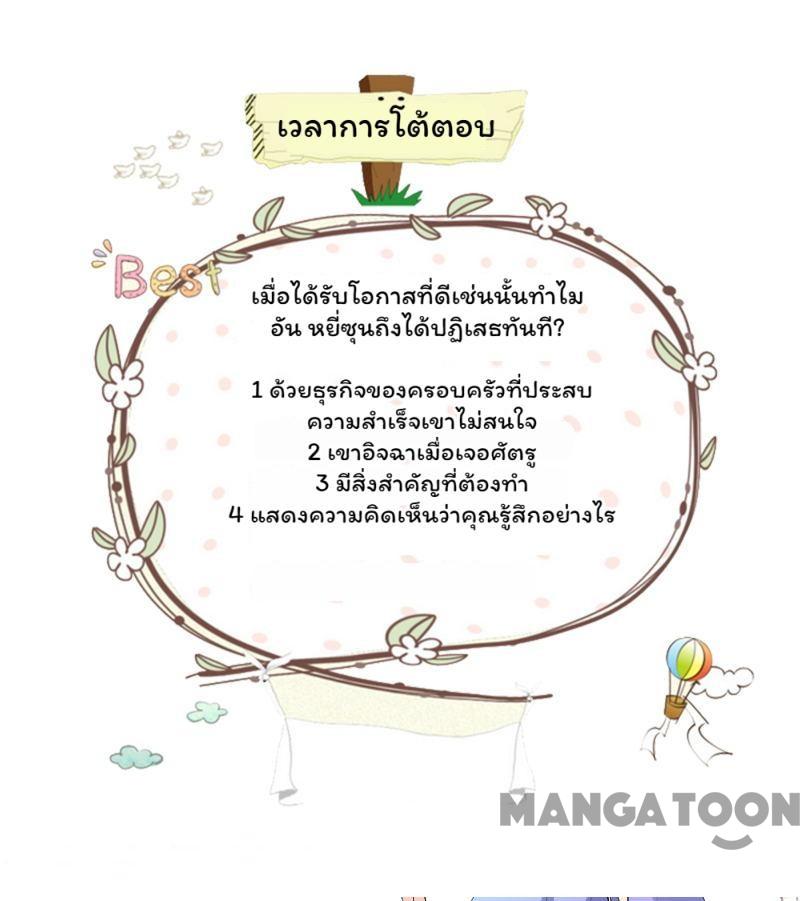 เวลาการโต้ตอบ
Best
เมื่อได้รับโอกาสที่ดีเช่นนั้นทำไม
อัน หยี่ซุนถึงได้ปฏิเสธทันที?
1 ด้วยธุรกิจของครอบครัวที่ประสบ
ความสำเร็จเขาไม่สนใจ
2 เขาอิจฉาเมื่อเจอศัตรู
3 มีสิ่งสำคัญที่ต้องทำ
4 แสดงความคิดเห็นว่าคุณรู้สึกอย่างไร
MANGATOON